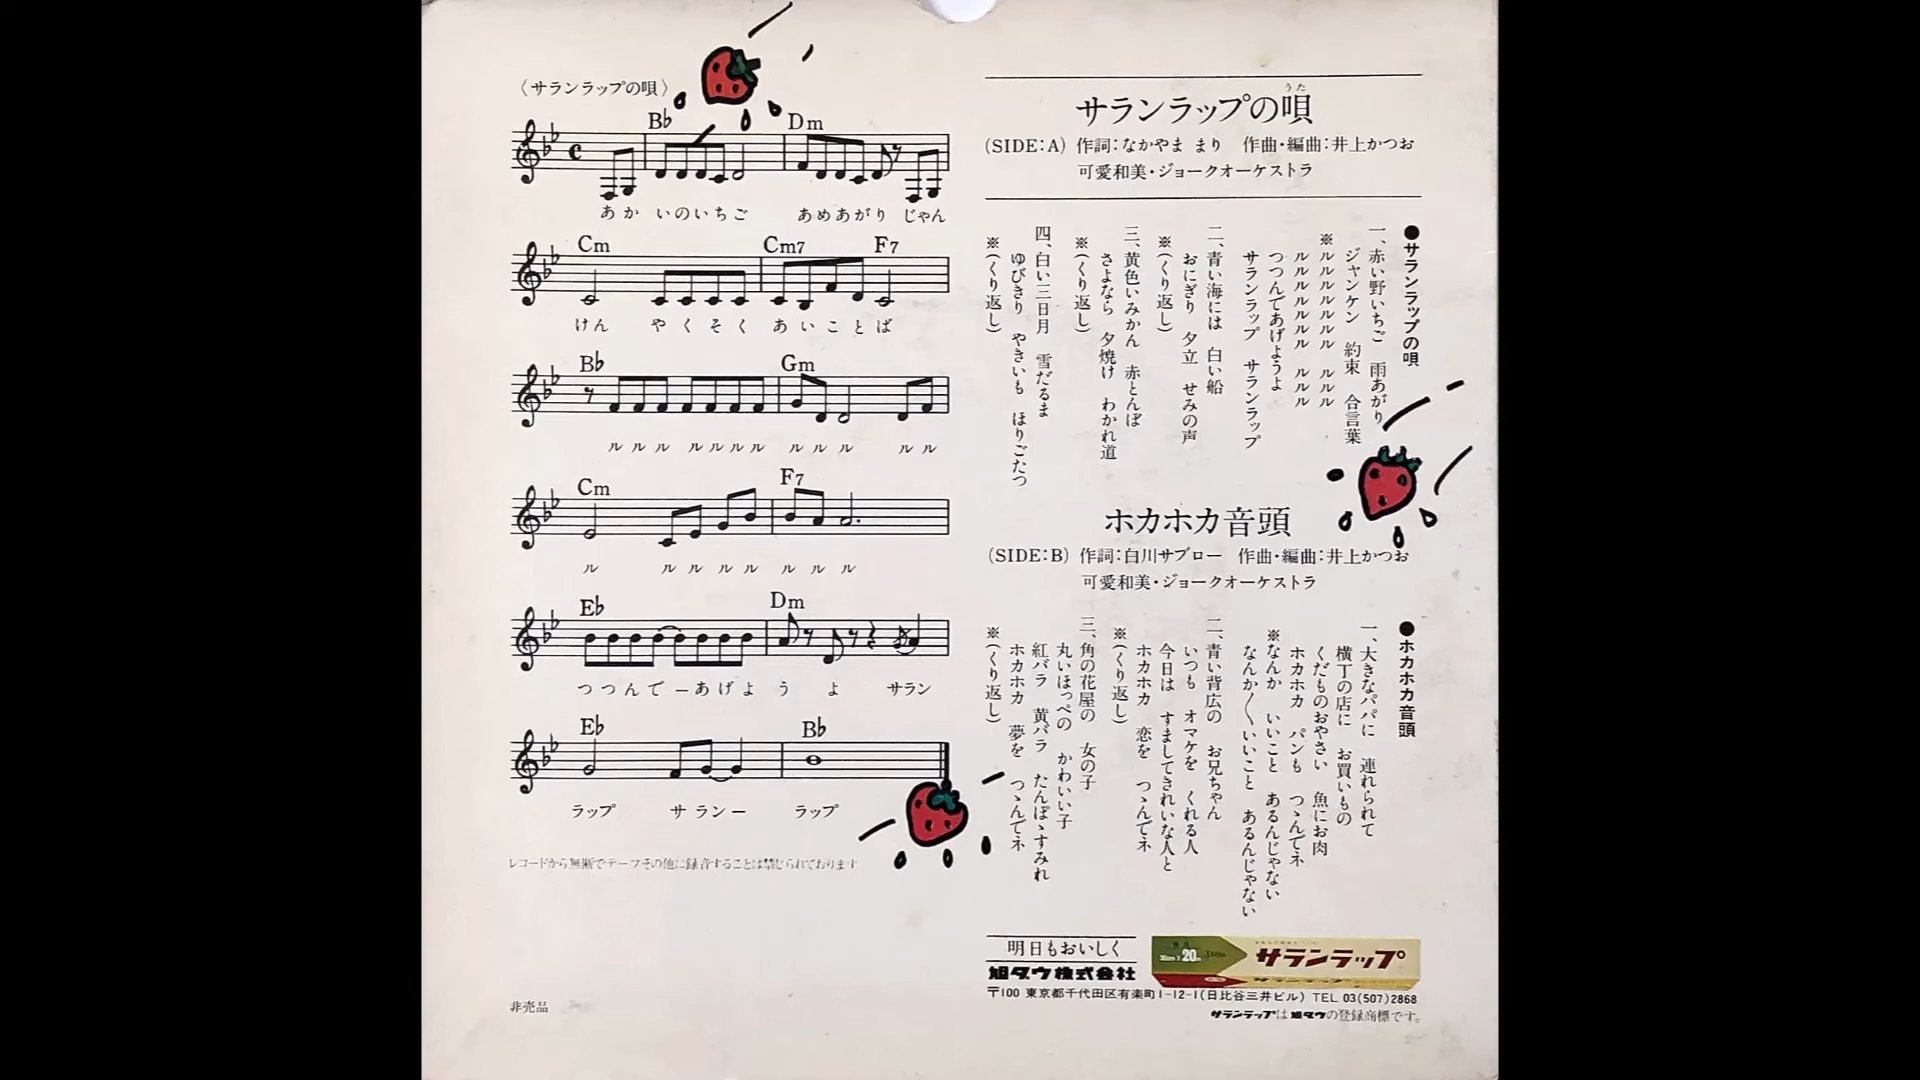 〈サランラップの唄〉
B♭ Dm
あか いのいちご あめあがり じゃん
Cm Cm7 F7
けん やくそく あいことば
B♭ Gm
ル ル ル ル ル ル ル ル ル ル ル ル
Cm F7
ル ル ル ル ル ル ル ル
E♭ Dm
つつんで ー あげよ う よ サラン
E♭ B♭
ラップ サ ラン ー ラップ
レコードから無断でテープその他に録音することは禁じられております
非売品
うた
サランラップの唄
(SIDE:A) 作詞:なかやま まり 作曲・編曲:井上かつお
可愛和美・ジョークオーケストラ
●サランラップの唄
一、赤い野いちご 雨あがり
ジャンケン 約束 合言葉
※ルルルルルルル ルルル
ルルルルルルルル ルルル
つつんであげようよ
サランラップ サランラップ
二、青い海には 白い船
おにぎり 夕立 せみの声
※(くり返し)
三、黄色いみかん 赤とんぼ
さよなら 夕焼け わかれ道
※(くり返し)
四、白い三日月 雪だるま
ゆびきり やきいも ほりごたつ
※(くり返し)
ホカホカ音頭
(SIDE:B) 作詞:白川サブロー 作曲・編曲:井上かつお
可愛和美・ジョークオーケストラ
●ホカホカ音頭
一、大きなパパに 連れられて
横丁の店に お買いもの
くだものおやさい 魚にお肉
ホカホカ パンも つゝんでネ
※なんか いいこと あるんじゃない
なんか〱いいこと あるんじゃない
二、青い背広の お兄ちゃん
いつも オマケを くれる人
今日は すましてきれいな人と
ホカホカ 恋を つゝんでネ
※(くり返し)
三、角の花屋の 女の子
丸いほっぺの かわいい子
紅バラ 黄バラ たんぽゝすみれ
ホカホカ 夢を つゝんでネ
※(くり返し)
明日もおいしく
旭ダウ株式会社
20m
サランラップ
〒100 東京都千代田区有楽町1-12-1(日比谷三井ビル) TEL 03(507)2868
サランラップは旭ダウの登録商標です。